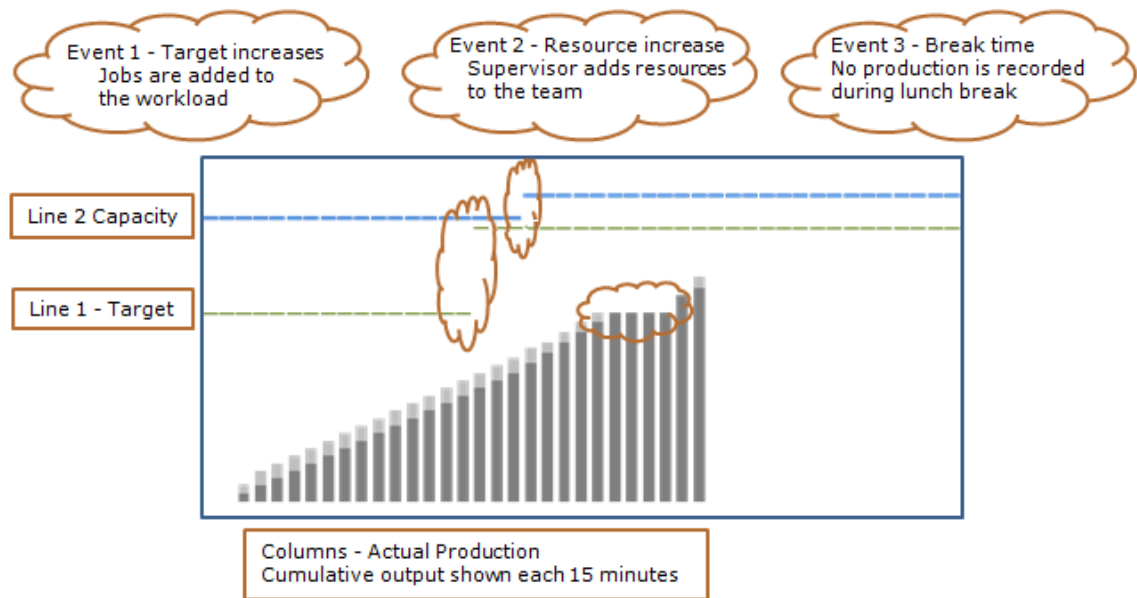 Event 1 - Target increases
Jobs are added to
the workload
Event 2 - Resource increase
Supervisor adds resources
to the team
Event 3 - Break time
No production is recorded
during lunch break
Line 2 Capacity
Line 1 - Target
Columns - Actual Production
Cumulative output shown each 15 minutes